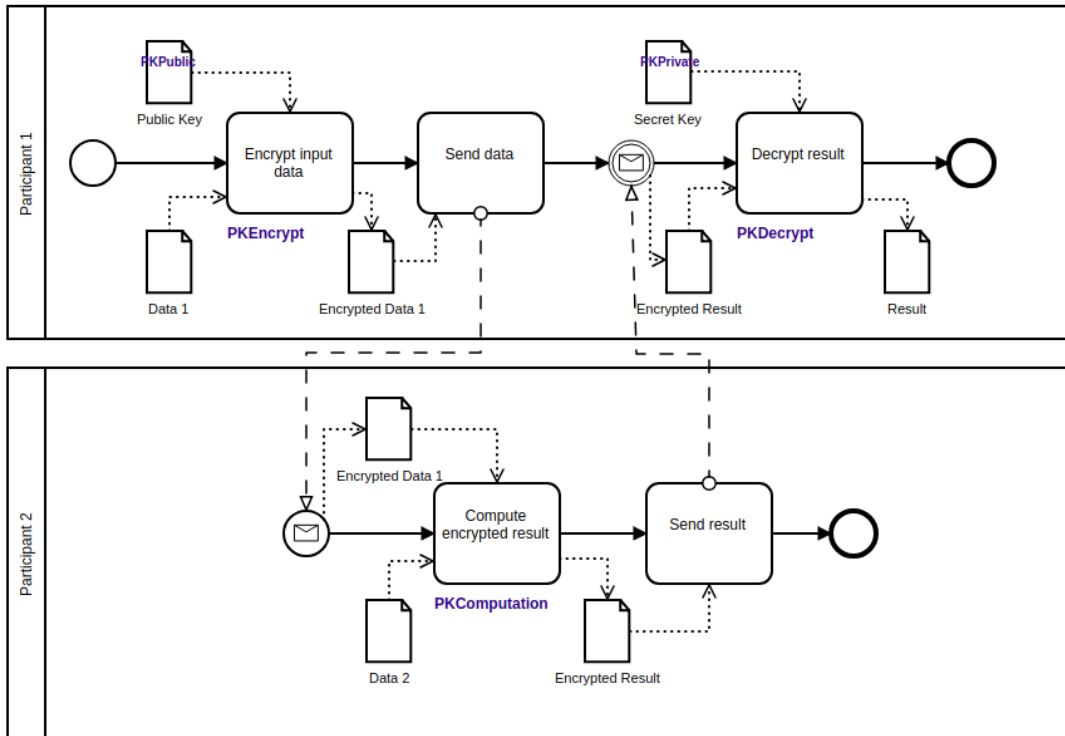 Participant 1
PKPublic
Public Key
Encrypt input
data
PKEncrypt
Data 1
Encrypted Data 1
Send data
PKPrivate
Secret Key
Decrypt result
PKDecrypt
Encrypted Result
Result
Participant 2
Encrypted Data 1
Compute
encrypted result
PKComputation
Data 2
Encrypted Result
Send result